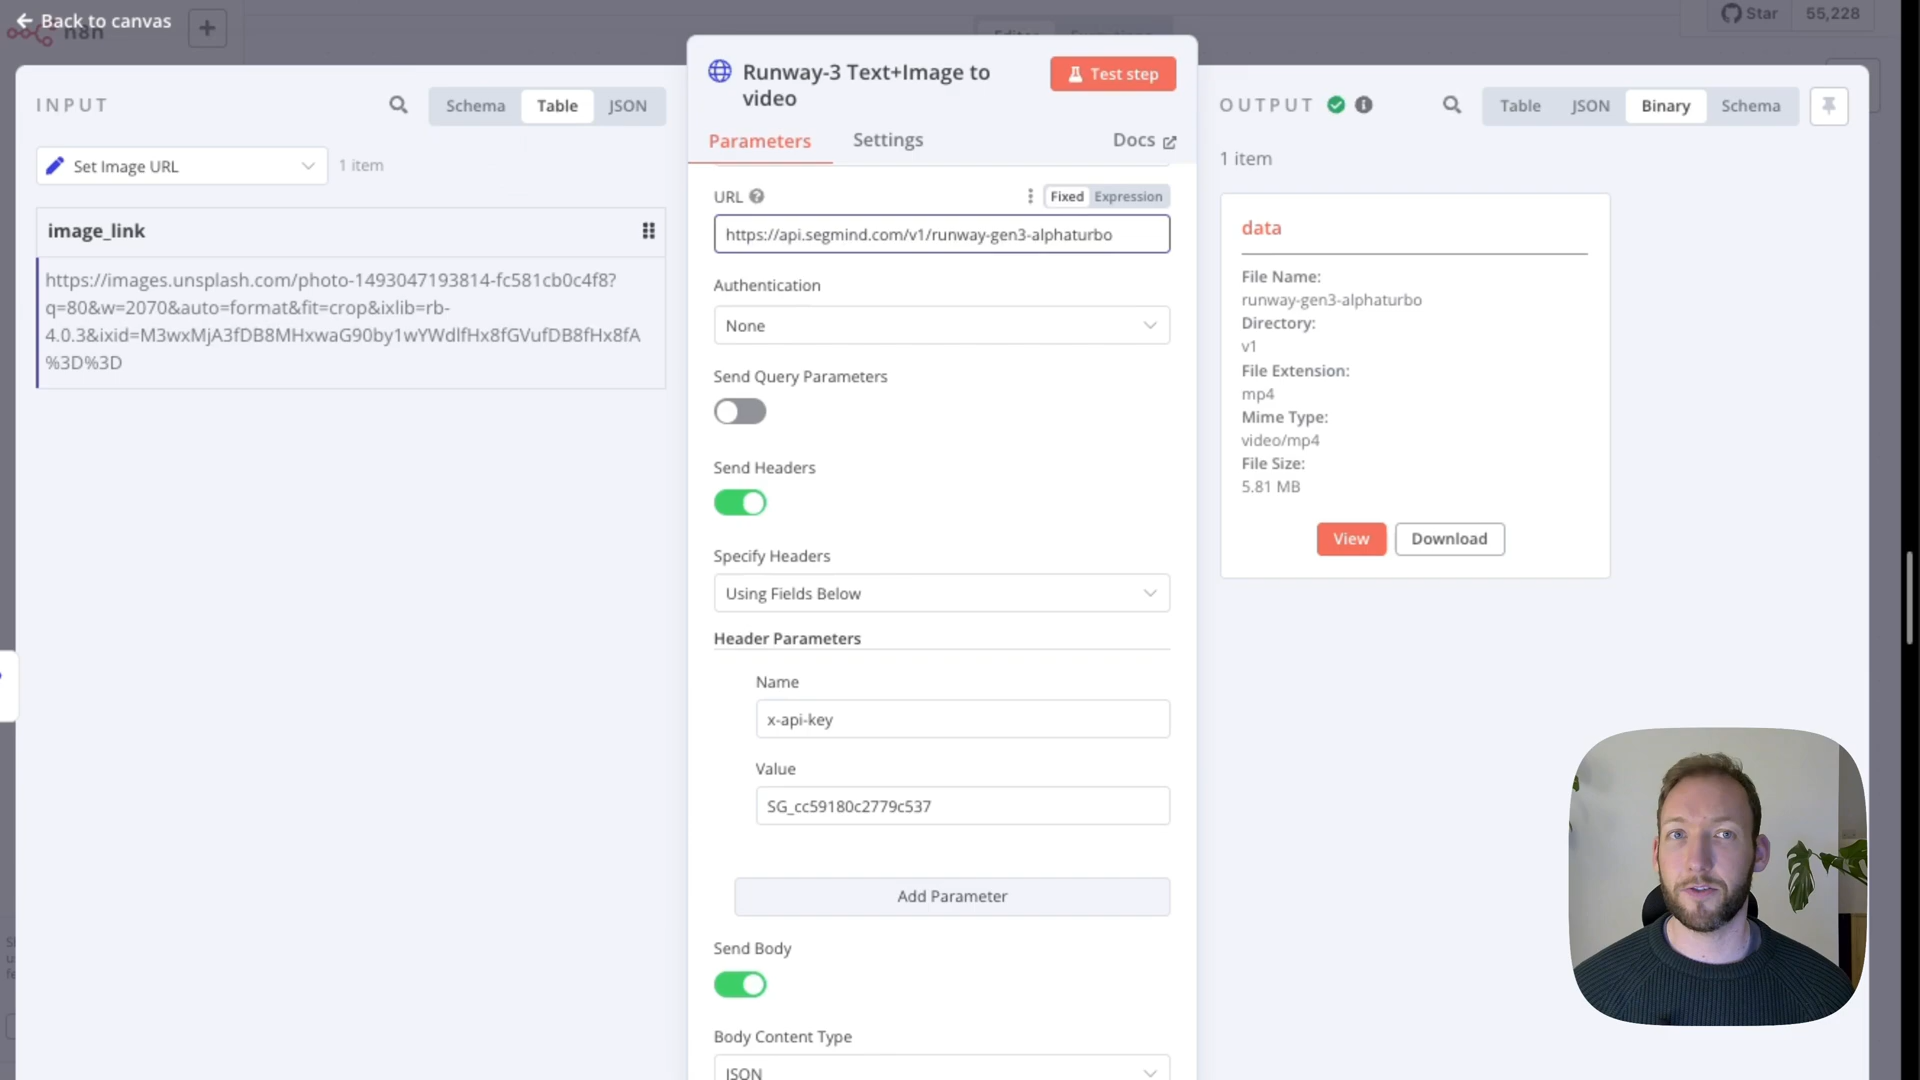 Back to canvas
n8n
Star
55,228
INPUT
Schema
Table
JSON
Set Image URL
1 item
image_link
https://images.unsplash.com/photo-1493047193814-fc581cb0c4f8?
q=80&w=2070&auto=format&fit=crop&ixlib=rb-
4.0.3&ixid=M3wxMjA3fDB8MHxwaG90by1wYWdlfHx8fGVufDB8fHx8fA
%3D%3D
Runway-3 Text+Image to
video
Test step
Parameters
Settings
Docs
URL
Fixed
Expression
https://api.segmind.com/v1/runway-gen3-alphaturbo
Authentication
None
Send Query Parameters
Send Headers
Specify Headers
Using Fields Below
Header Parameters
Name
x-api-key
Value
SG_cc59180c2779c537
Add Parameter
Send Body
Body Content Type
JSON
OUTPUT
Table
JSON
Binary
Schema
1 item
data
File Name:
runway-gen3-alphaturbo
Directory:
v1
File Extension:
mp4
Mime Type:
video/mp4
File Size:
5.81 MB
View
Download